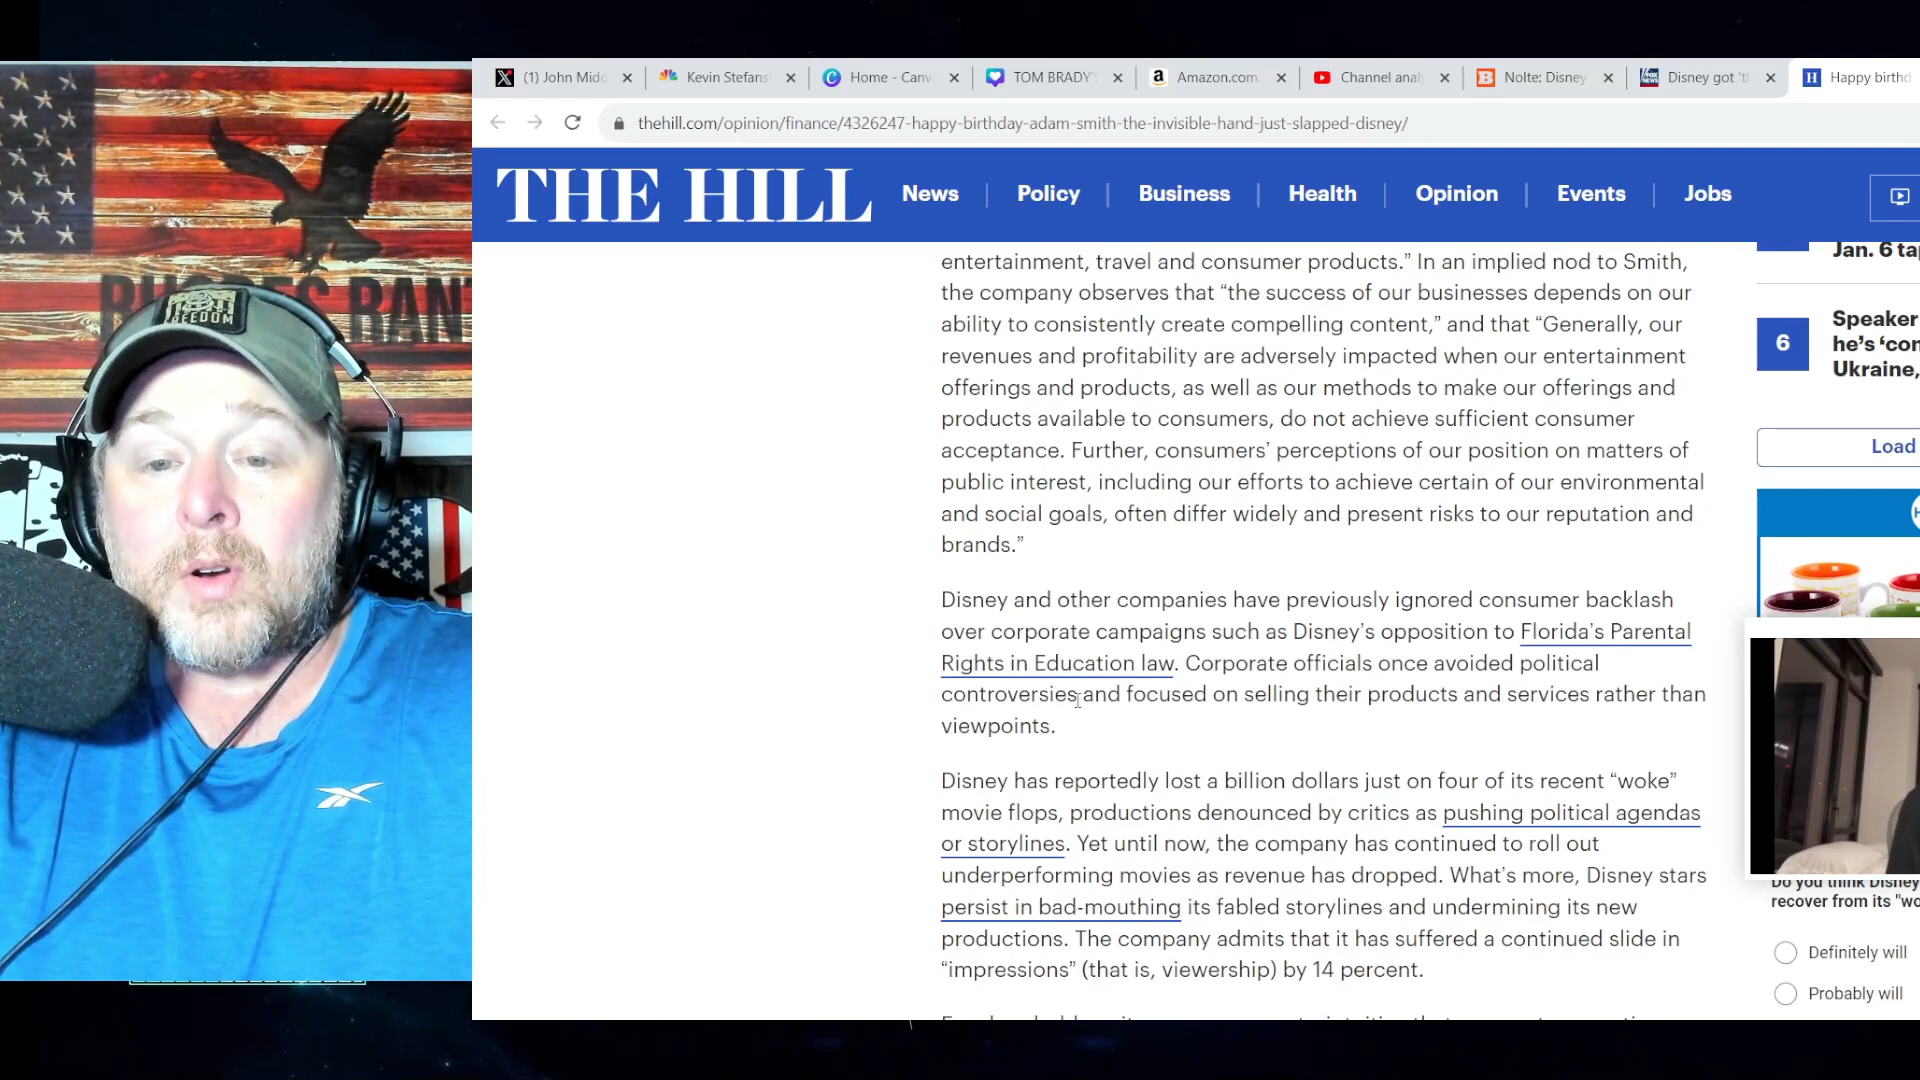 (1) John Midd
Kevin Stefans
Home - Canv
TOM BRADY'S
Amazon.com.
Channel anal
Nolte: Disney
Disney got 'th
Happy birthd
thehill.com/opinion/finance/4326247-happy-birthday-adam-smith-the-invisible-hand-just-slapped-disney/
THE HILL
News
Policy
Business
Health
Opinion
Events
Jobs
FREEDOM
entertainment, travel and consumer products.” In an implied nod to Smith,
the company observes that “the success of our businesses depends on our
ability to consistently create compelling content,” and that “Generally, our
revenues and profitability are adversely impacted when our entertainment
offerings and products, as well as our methods to make our offerings and
products available to consumers, do not achieve sufficient consumer
acceptance. Further, consumers’ perceptions of our position on matters of
public interest, including our efforts to achieve certain of our environmental
and social goals, often differ widely and present risks to our reputation and
brands.”
Disney and other companies have previously ignored consumer backlash
over corporate campaigns such as Disney’s opposition to Florida’s Parental
Rights in Education law. Corporate officials once avoided political
controversies and focused on selling their products and services rather than
viewpoints.
Disney has reportedly lost a billion dollars just on four of its recent “woke”
movie flops, productions denounced by critics as pushing political agendas
or storylines. Yet until now, the company has continued to roll out
underperforming movies as revenue has dropped. What’s more, Disney stars
persist in bad-mouthing its fabled storylines and undermining its new
productions. The company admits that it has suffered a continued slide in
“impressions” (that is, viewership) by 14 percent.
Jan. 6 ta
6
Speaker
he’s ‘con
Ukraine,
Load
Do you think Disney
recover from its "wo
Definitely will
Probably will